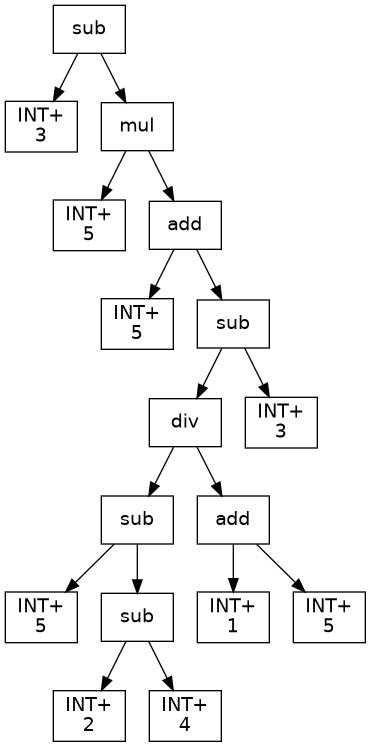 sub
INT+
3
mul
INT+
5
add
INT+
5
sub
div
INT+
3
sub
add
INT+
5
sub
INT+
1
INT+
5
INT+
2
INT+
4